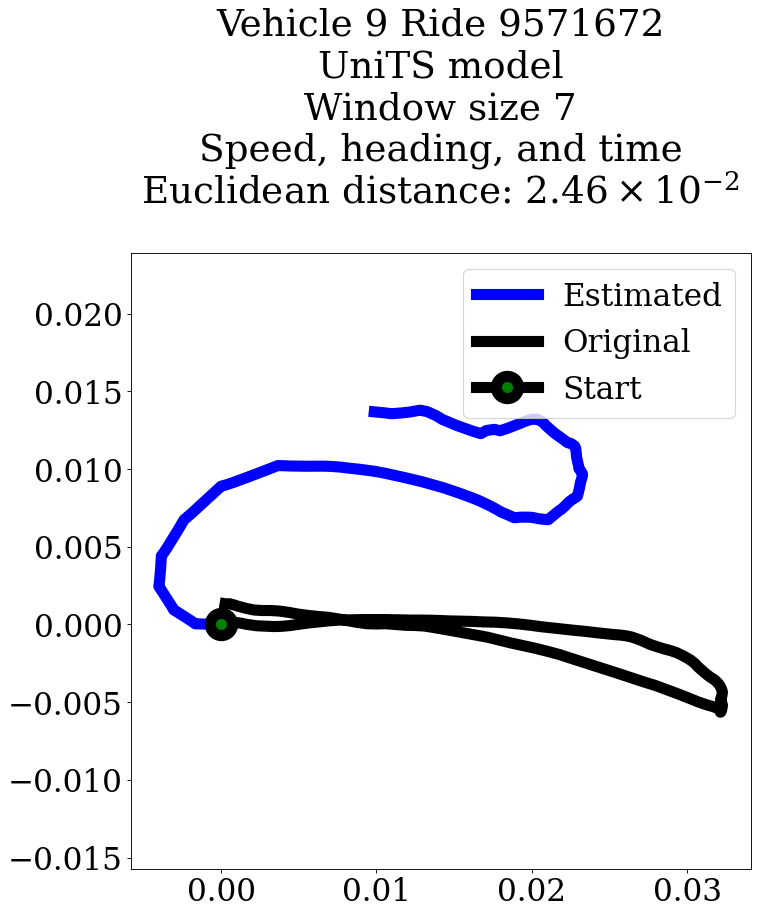 Vehicle 9 Ride 9571672
UniTS model
Window size 7
Speed, heading, and time
Euclidean distance: 2.46 × 10⁻²
Estimated
Original
Start
0.020
0.015
0.010
0.005
0.000
−0.005
−0.010
−0.015
0.00 0.01 0.02 0.03